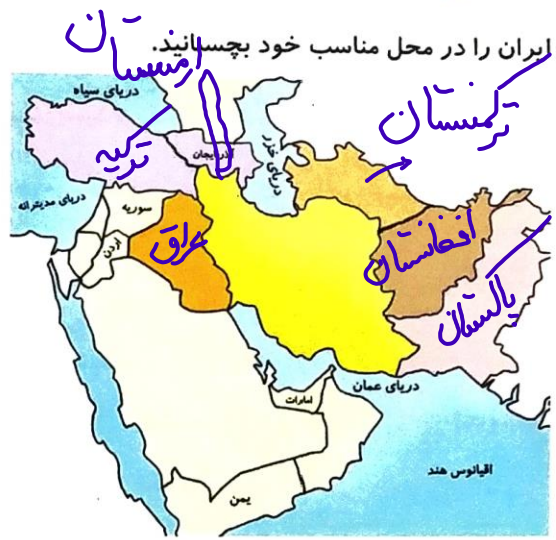 ایران را در محل مناسب خود بچسبانید.
ارمنستان
دریای سیاه
ترکمنستان
ترکیه
آذربایجان
دریای خزر
دریای مدیترانه
سوریه
اردن
عراق
افغانستان
پاکستان
دریای عمان
امارات
اقیانوس هند
یمن